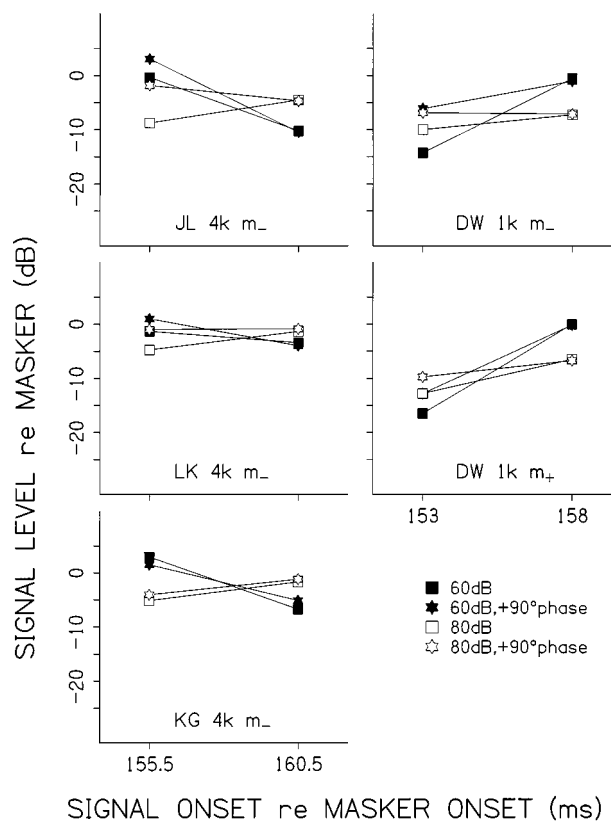 0
-10
-20
JL 4k m_
DW 1k m_
SIGNAL LEVEL re MASKER (dB)
0
-10
-20
LK 4k m_
DW 1k m+
153 158
0
-10
-20
KG 4k m_
155.5 160.5
60dB
60dB,+90°phase
80dB
80dB,+90°phase
SIGNAL ONSET re MASKER ONSET (ms)